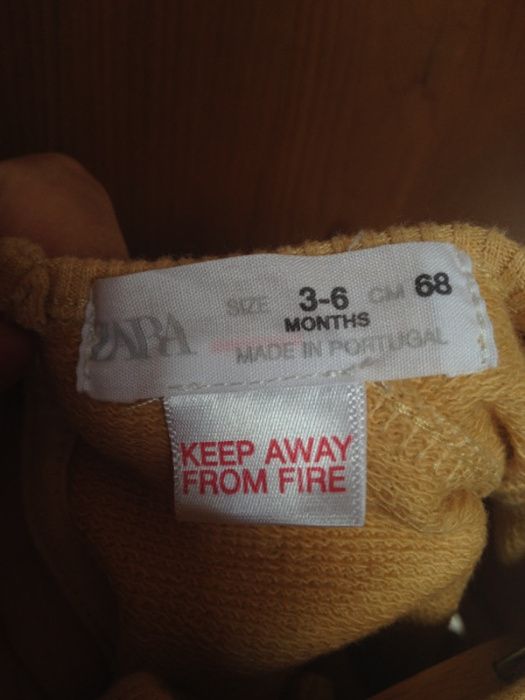 ZARA
SIZE 3-6 CM 68
MONTHS
MADE IN PORTUGAL
KEEP AWAY
FROM FIRE